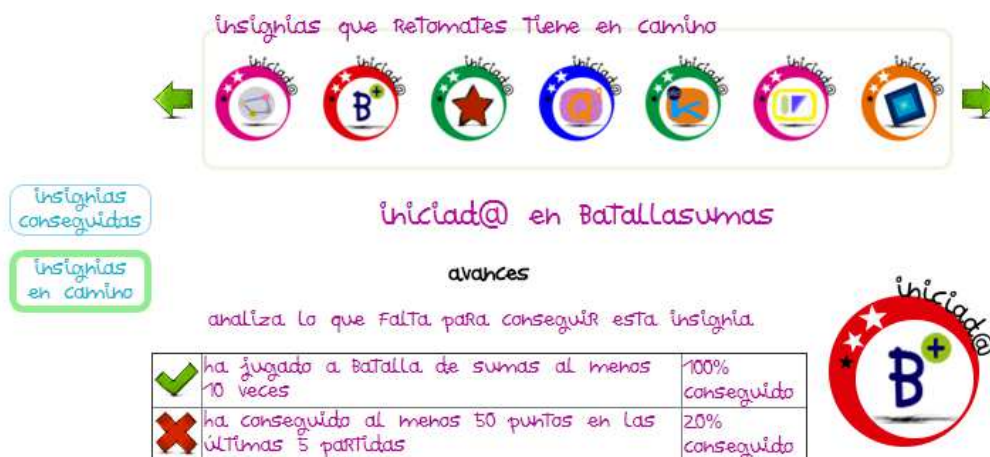 insignias que Retomates tiene en camino
iniciad@
iniciad@
iniciad@
iniciad@
iniciad@
iniciad@
iniciad@
B+
insignias
conseguidas
iniciad@ en Batallasumas
insignias
en camino
avances
analiza lo que falta para conseguir esta insignia
iniciad@
B+
ha jugado a Batalla de sumas al menos
10 veces
100%
conseguido
ha conseguido al menos 50 puntos en las
últimas 5 partidas
20%
conseguido